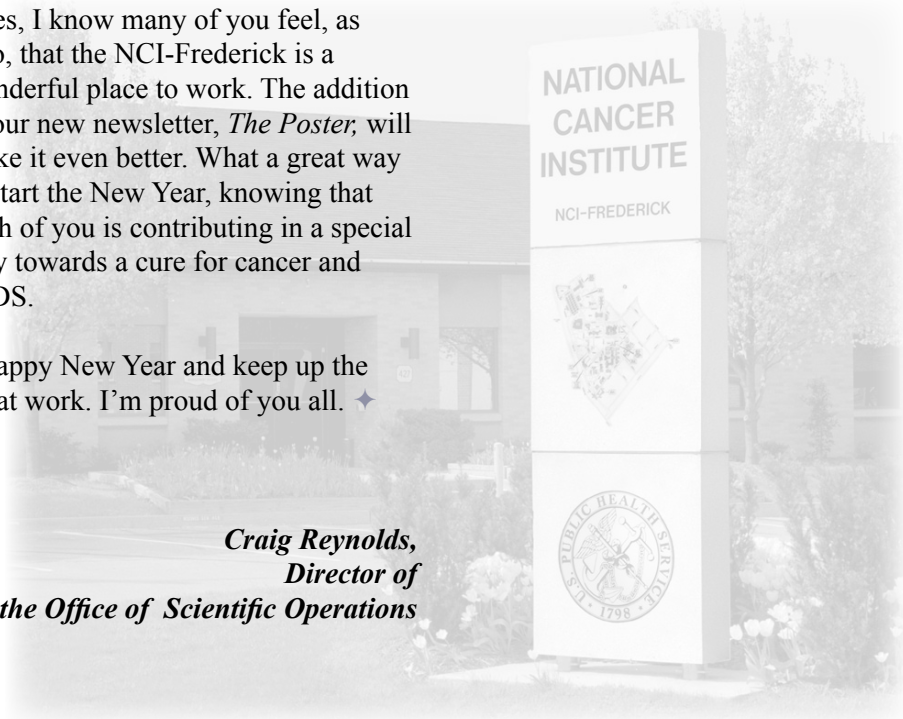 es, I know many of you feel, as
o, that the NCI-Frederick is a
nderful place to work. The addition
our new newsletter, The Poster, will
ke it even better. What a great way
tart the New Year, knowing that
h of you is contributing in a special
y towards a cure for cancer and
DS.
appy New Year and keep up the
at work. I’m proud of you all.
Craig Reynolds,
Director of
the Office of Scientific Operations
NATIONAL
CANCER
INSTITUTE
NCI-FREDERICK
U.S. PUBLIC HEALTH SERVICE
1798